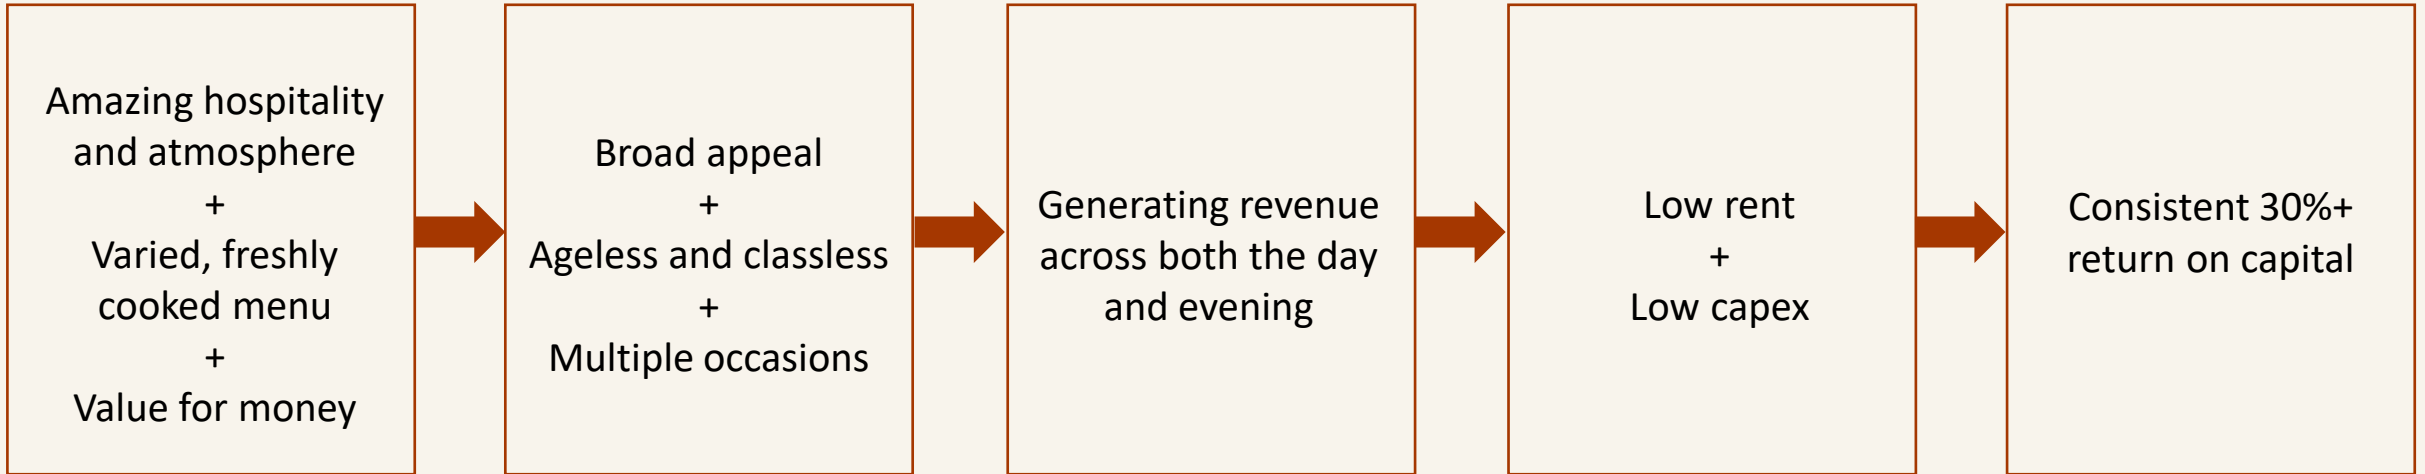 Amazing hospitality
and atmosphere
+
Varied, freshly
cooked menu
+
Value for money
Broad appeal
+
Ageless and classless
+
Multiple occasions
Generating revenue
across both the day
and evening
Low rent
+
Low capex
Consistent 30%+
return on capital